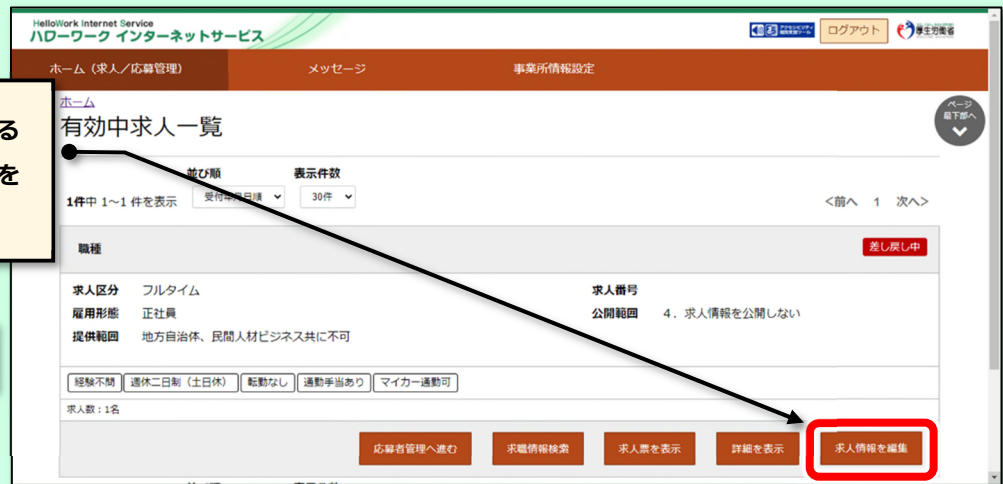 HelloWork Internet Service
ハローワーク インターネットサービス
ログアウト
厚生労働省
ホーム（求人／応募管理）
メッセージ
事業所情報設定
ホーム
有効中求人一覧
ページ
最下部へ
る
を
並び順
表示件数
1件中 1～1 件を表示
受付年月日順
30件
<前へ 1 次へ>
職種
差し戻し中
求人区分 フルタイム
求人番号
雇用形態 正社員
公開範囲 4．求人情報を公開しない
提供範囲 地方自治体、民間人材ビジネス共に不可
経験不問 週休二日制（土日休） 転勤なし 通勤手当あり マイカー通勤可
求人数：1名
応募者管理へ進む 求職情報検索 求人票を表示 詳細を表示 求人情報を編集